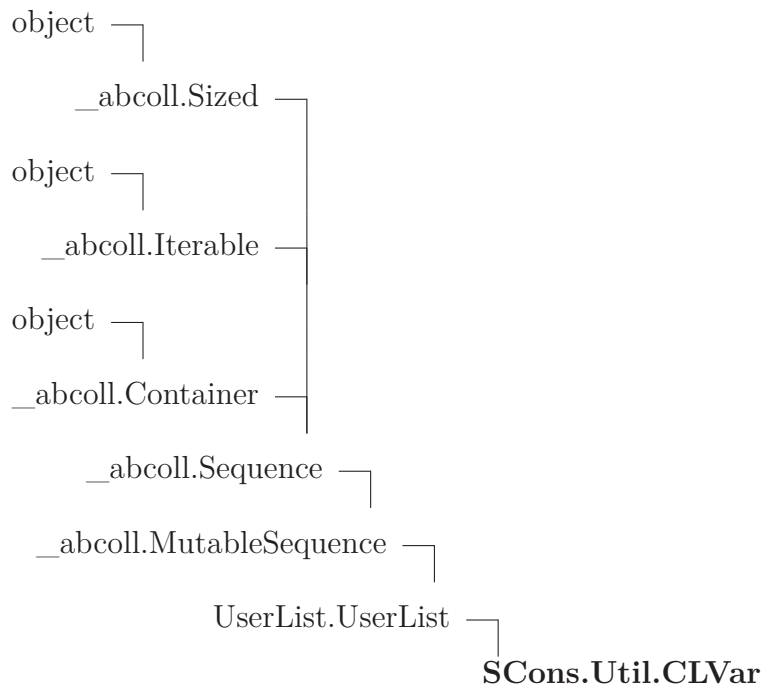 object
_abcoll.Sized
object
_abcoll.Iterable
object
_abcoll.Container
_abcoll.Sequence
_abcoll.MutableSequence
UserList.UserList
SCons.Util.CLVar